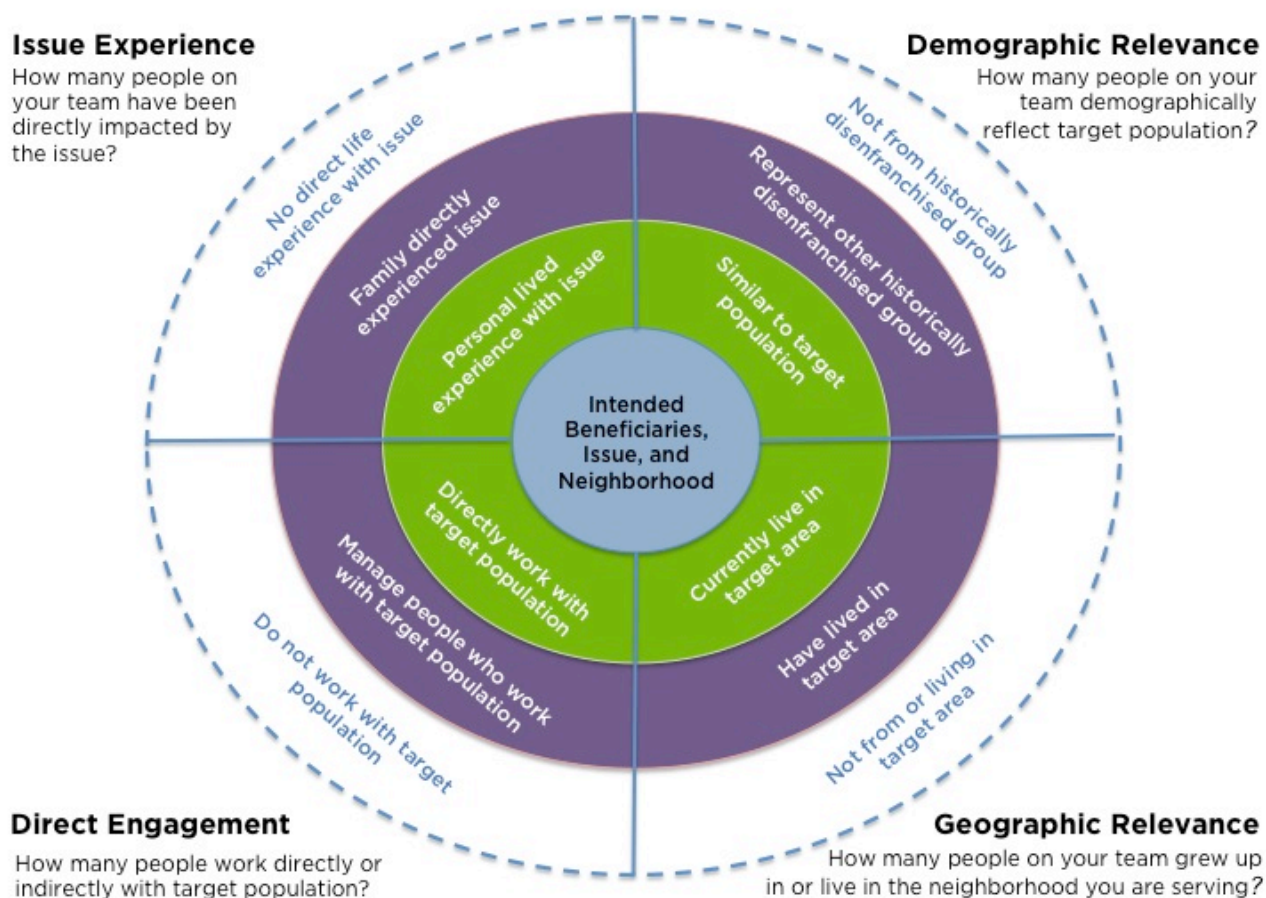 Issue Experience
How many people on
your team have been
directly impacted by
the issue?
Demographic Relevance
How many people on your
team demographically
reflect target population?
No direct life
experience with issue
Family directly
experienced issue
Personal lived
experience with issue
Not from historically
disenfranchised group
Represent other historically
disenfranchised group
Similar to target
population
Intended
Beneficiaries,
Issue, and
Neighborhood
Directly work with
target population
Manage people who work
with target population
Do not work with target
population
Currently live in
target area
Have lived in
target area
Not from or living in
target area
Direct Engagement
How many people work directly or
indirectly with target population?
Geographic Relevance
How many people on your team grew up
in or live in the neighborhood you are serving?